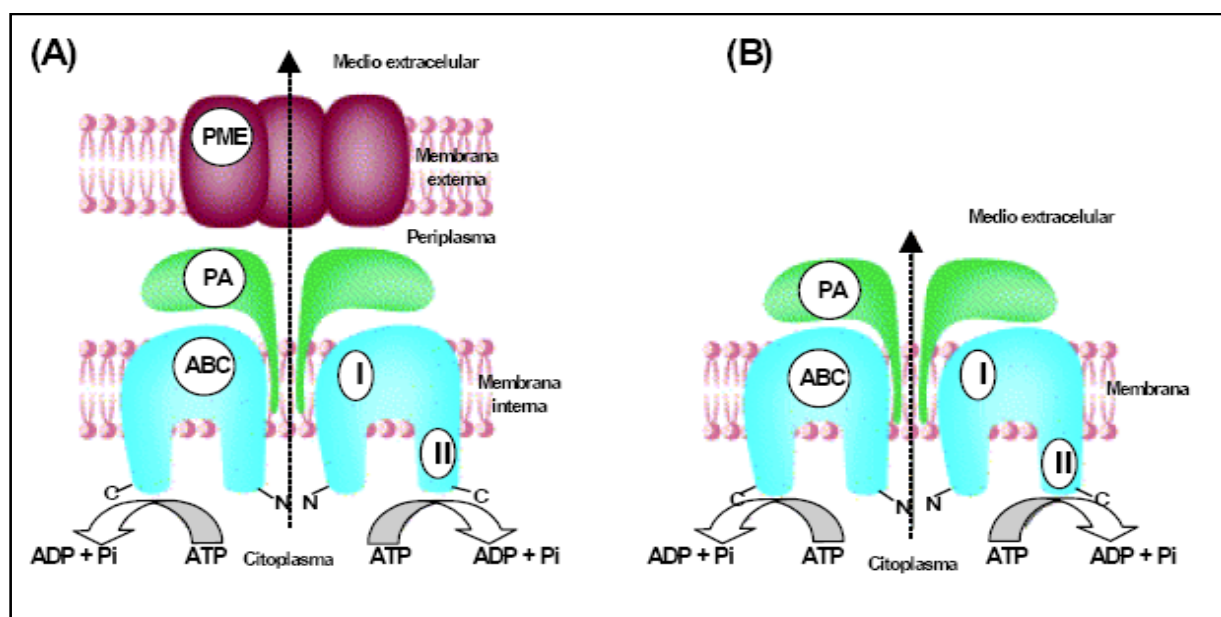 (A)
Medio extracelular
PME
Membrana
externa
Periplasma
PA
ABC
I
Membrana
interna
II
C
N
N
C
ADP + Pi
ATP
Citoplasma
ATP
ADP + Pi
(B)
Medio extracelular
PA
ABC
I
Membrana
II
C
N
N
C
ADP + Pi
ATP
Citoplasma
ATP
ADP + Pi